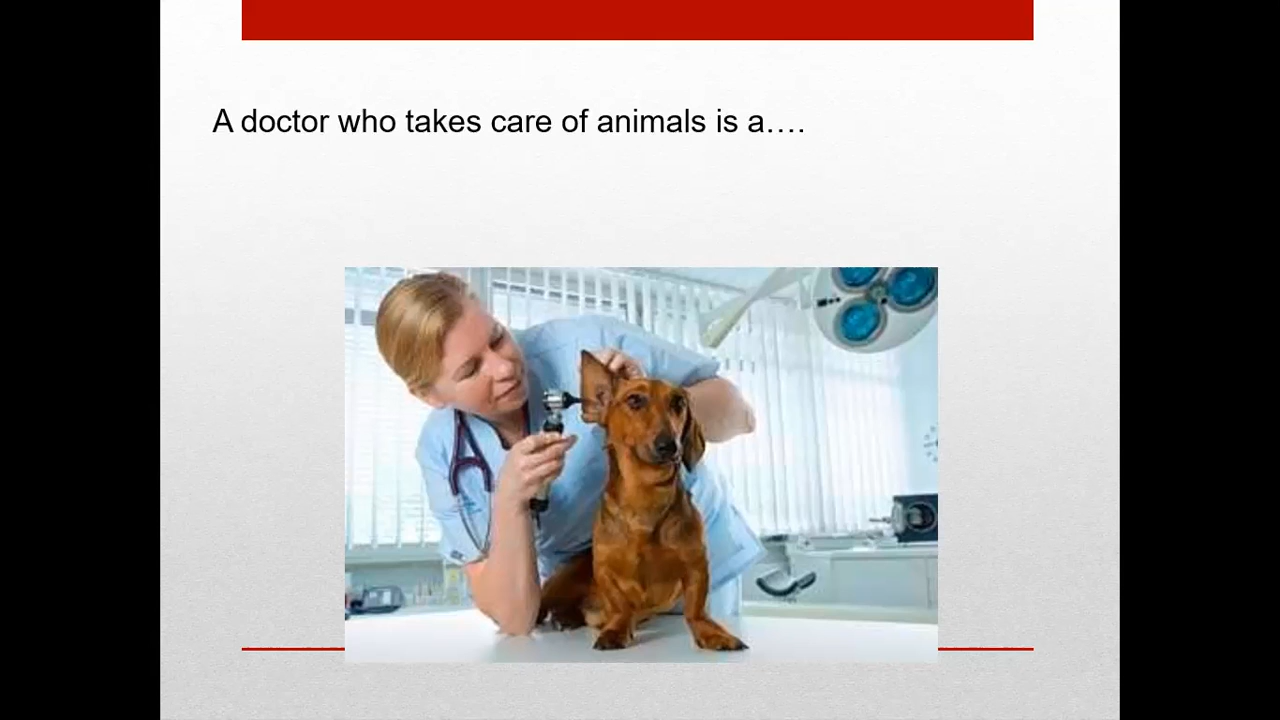 A doctor who takes care of animals is a….